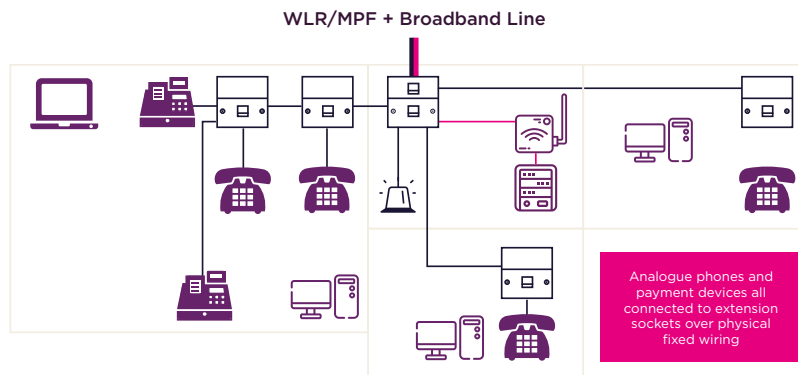 WLR/MPF + Broadband Line
Analogue phones and
payment devices all
connected to extension
sockets over physical
fixed wiring